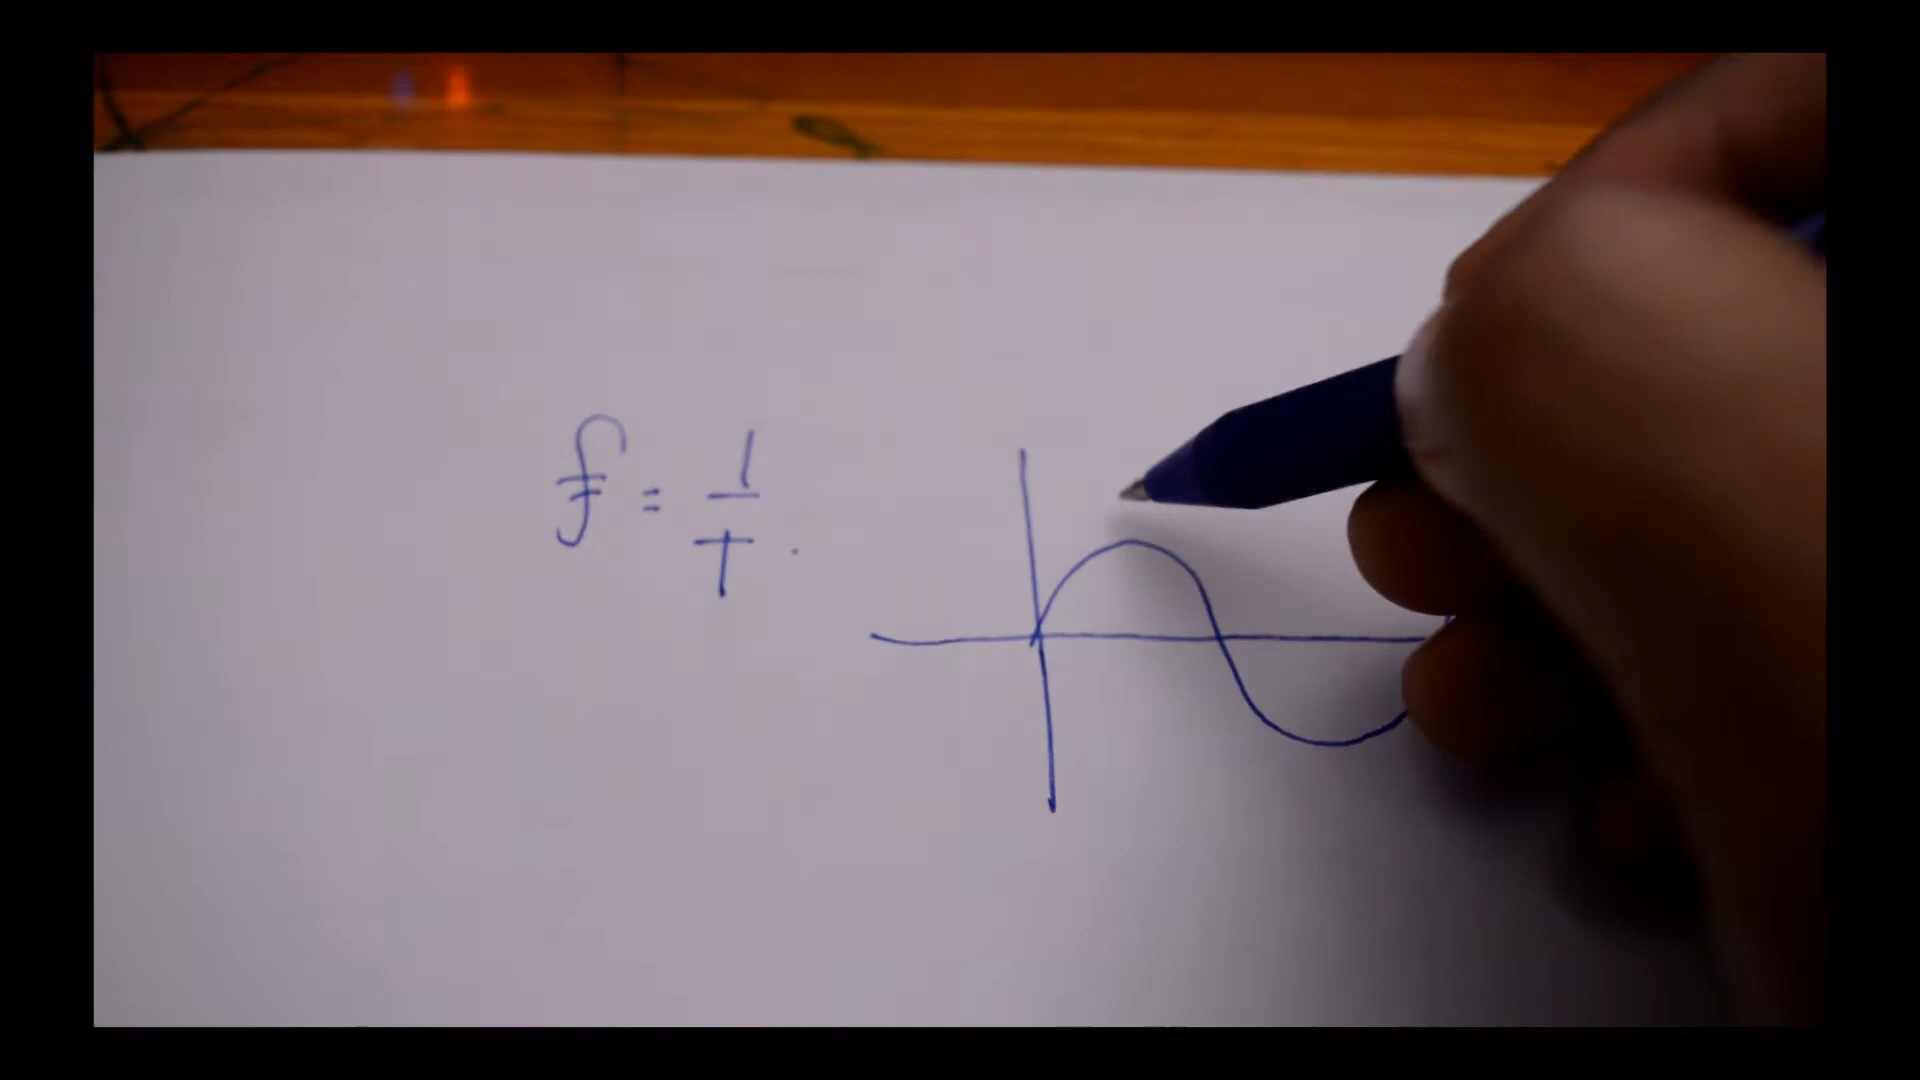 f = 1/T.